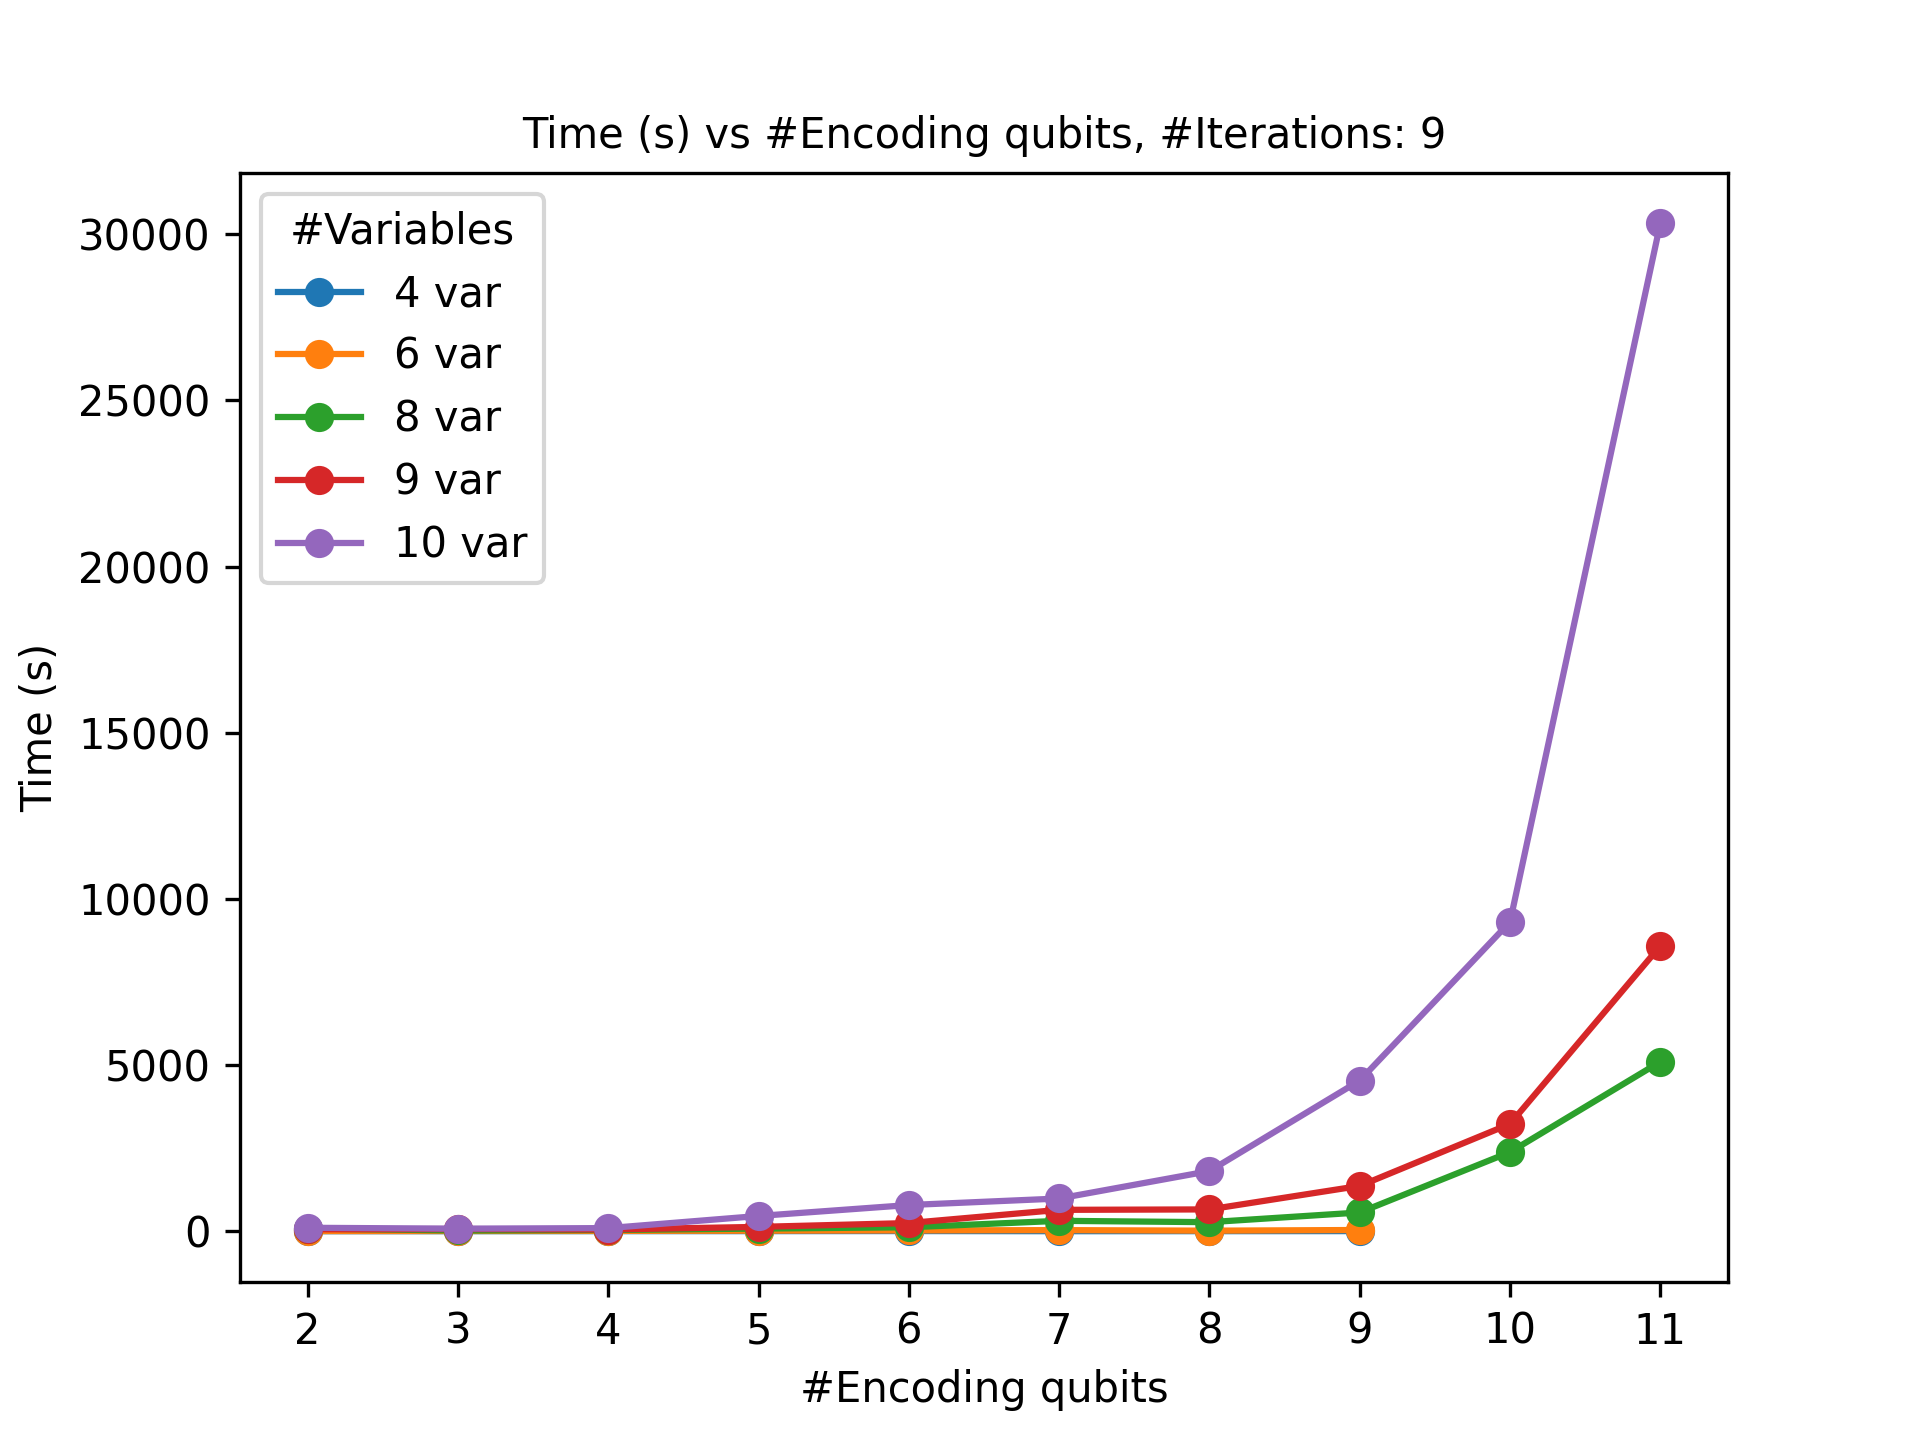 Time (s) vs #Encoding qubits, #Iterations: 9
#Variables
4 var
6 var
8 var
9 var
10 var
30000
25000
20000
15000
10000
5000
0
Time (s)
2 3 4 5 6 7 8 9 10 11
#Encoding qubits